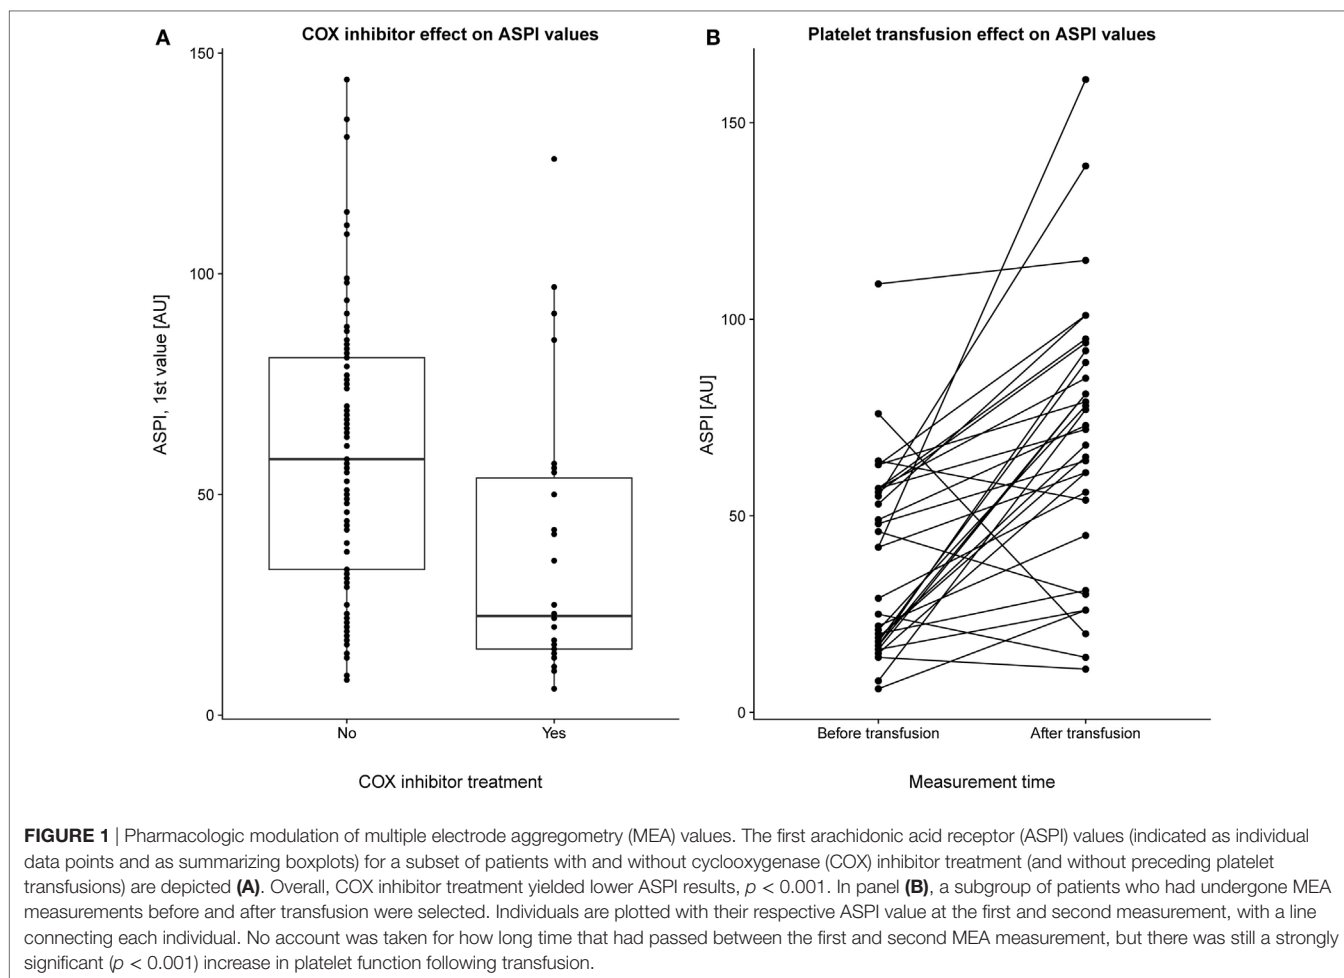 A
COX inhibitor effect on ASPI values
150
100
50
0
ASPI, 1st value [AU]
No
Yes
COX inhibitor treatment
B
Platelet transfusion effect on ASPI values
150
100
50
0
ASPI [AU]
Before transfusion
After transfusion
Measurement time
FIGURE 1 | Pharmacologic modulation of multiple electrode aggregometry (MEA) values. The first arachidonic acid receptor (ASPI) values (indicated as individual
data points and as summarizing boxplots) for a subset of patients with and without cyclooxygenase (COX) inhibitor treatment (and without preceding platelet
transfusions) are depicted (A). Overall, COX inhibitor treatment yielded lower ASPI results, p < 0.001. In panel (B), a subgroup of patients who had undergone MEA
measurements before and after transfusion were selected. Individuals are plotted with their respective ASPI value at the first and second measurement, with a line
connecting each individual. No account was taken for how long time that had passed between the first and second MEA measurement, but there was still a strongly
significant (p < 0.001) increase in platelet function following transfusion.